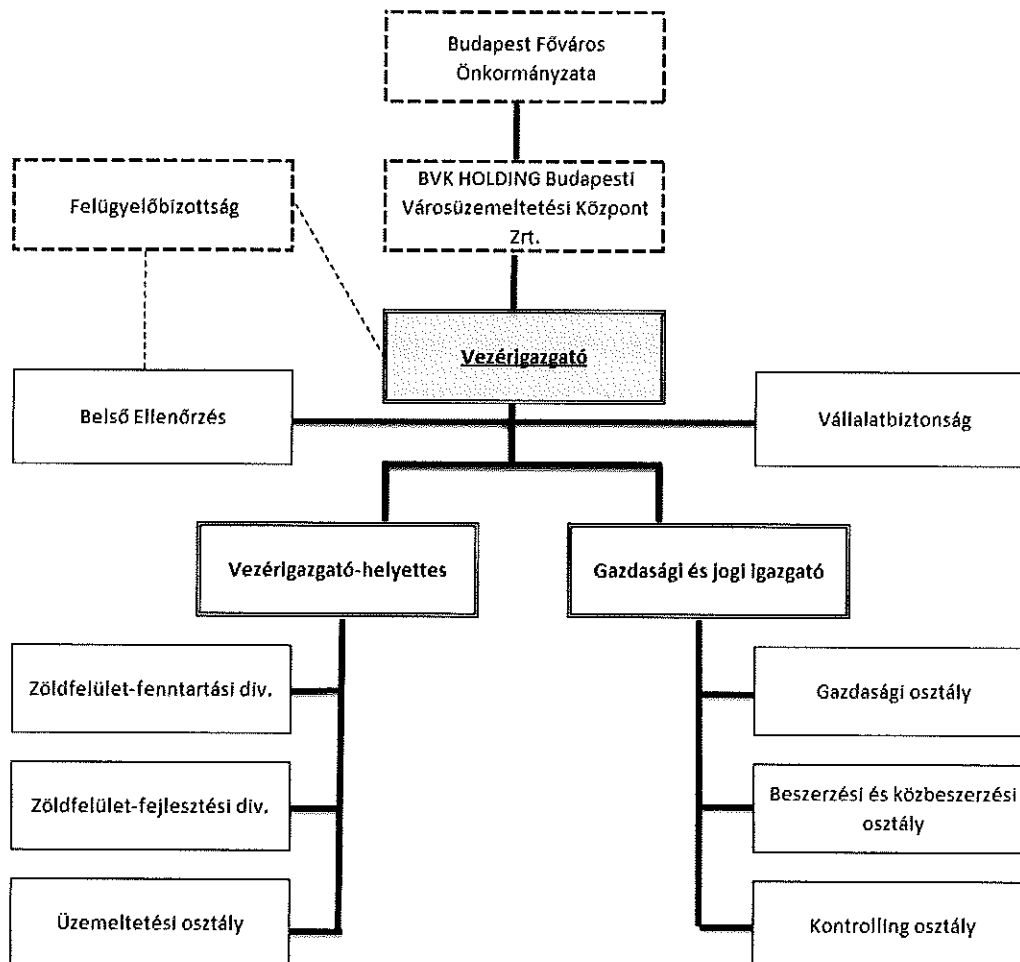 Budapest Főváros
Önkormányzata
Felügyelőbizottság
BVK HOLDING Budapesti
Városüzemeltetési Központ
Zrt.
Vezérigazgató
Belső Ellenőrzés
Vállalatbiztonság
Vezérigazgató-helyettes
Gazdasági és jogi igazgató
Zöldfelület-fenntartási div.
Gazdasági osztály
Zöldfelület-fejlesztési div.
Beszerzési és közbeszerzési
osztály
Üzemeltetési osztály
Kontrolling osztály